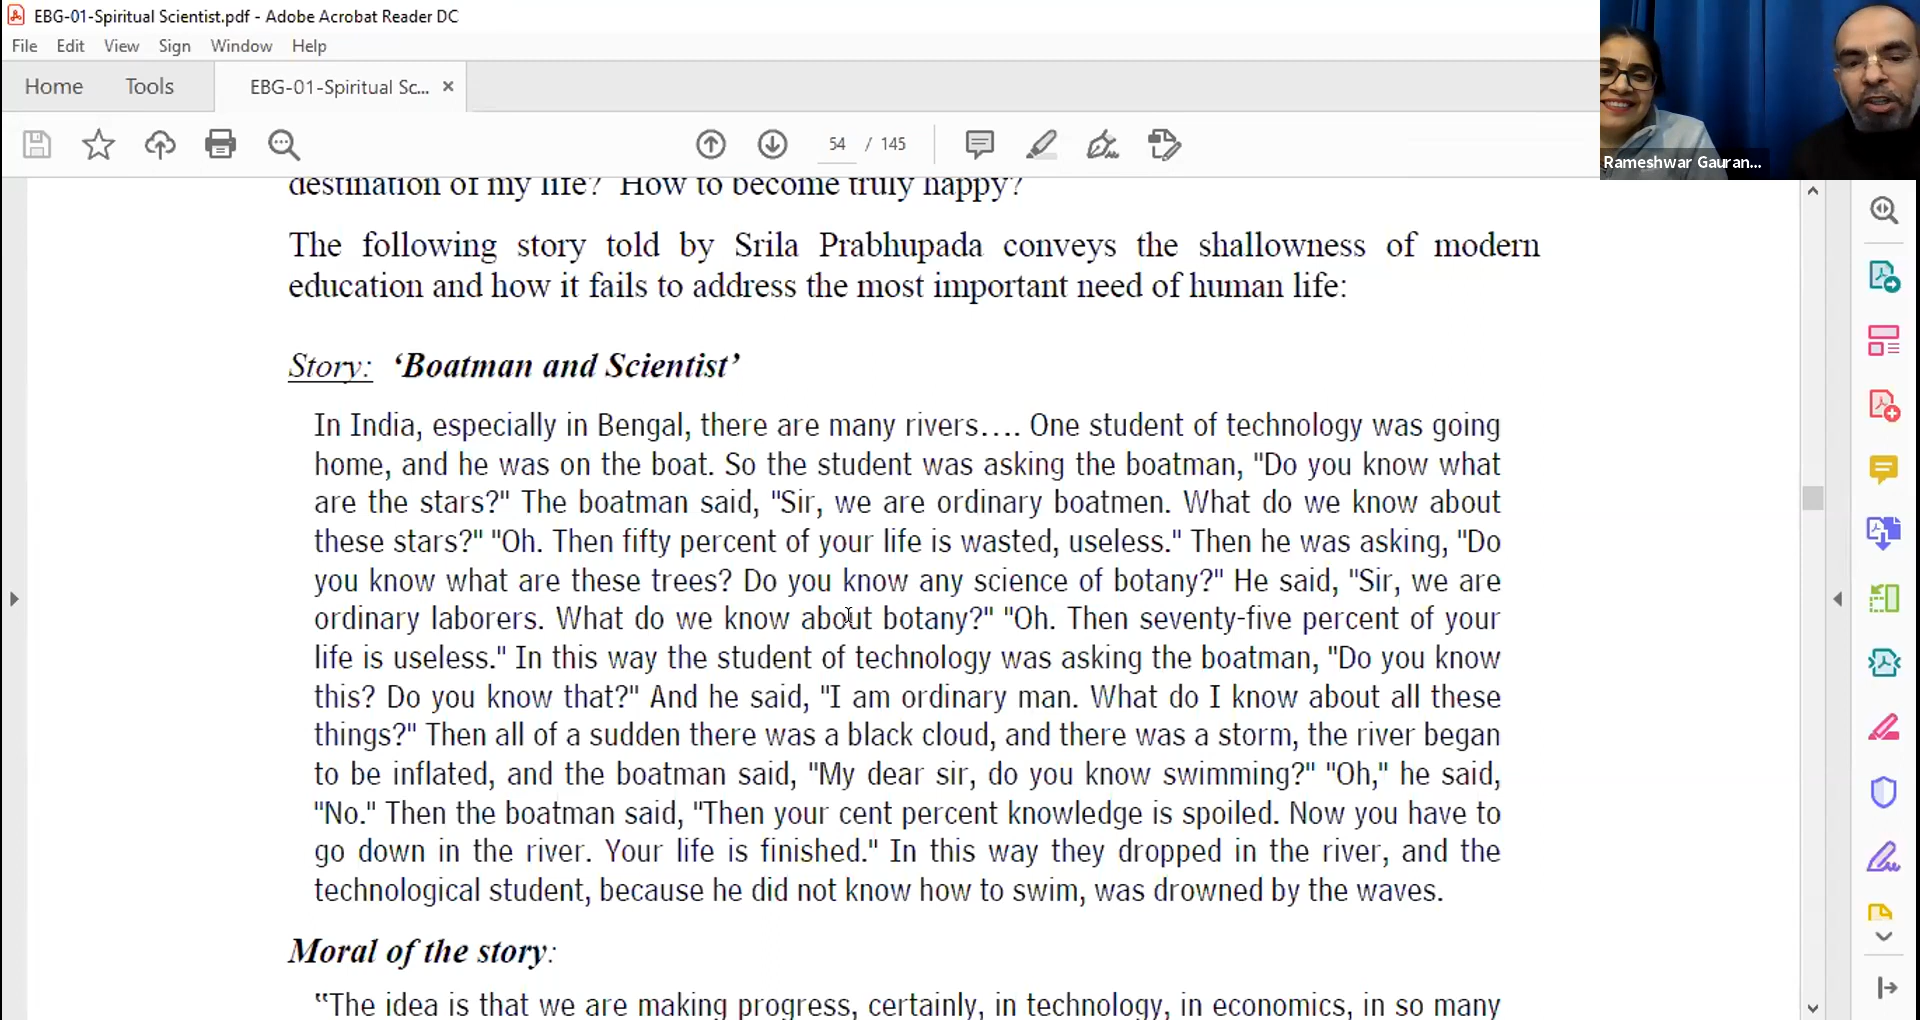 EBG-01-Spiritual Scientist.pdf - Adobe Acrobat Reader DC
File Edit View Sign Window Help
Home Tools EBG-01-Spiritual Sc... ×
54 / 145
Rameshwar Gauran...
destination of my life? How to become truly happy?
The following story told by Srila Prabhupada conveys the shallowness of modern
education and how it fails to address the most important need of human life:
Story: ‘Boatman and Scientist’
In India, especially in Bengal, there are many rivers…. One student of technology was going
home, and he was on the boat. So the student was asking the boatman, "Do you know what
are the stars?" The boatman said, "Sir, we are ordinary boatmen. What do we know about
these stars?" "Oh. Then fifty percent of your life is wasted, useless." Then he was asking, "Do
you know what are these trees? Do you know any science of botany?" He said, "Sir, we are
ordinary laborers. What do we know about botany?" "Oh. Then seventy-five percent of your
life is useless." In this way the student of technology was asking the boatman, "Do you know
this? Do you know that?" And he said, "I am ordinary man. What do I know about all these
things?" Then all of a sudden there was a black cloud, and there was a storm, the river began
to be inflated, and the boatman said, "My dear sir, do you know swimming?" "Oh," he said,
"No." Then the boatman said, "Then your cent percent knowledge is spoiled. Now you have to
go down in the river. Your life is finished." In this way they dropped in the river, and the
technological student, because he did not know how to swim, was drowned by the waves.
Moral of the story:
“The idea is that we are making progress, certainly, in technology, in economics, in so many